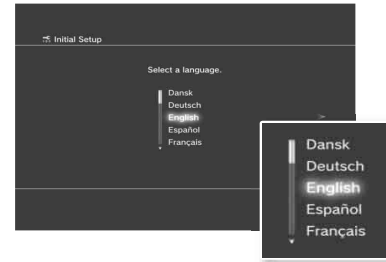 Initial Setup
Select a language.
Dansk
Deutsch
English
Español
Français
Dansk
Deutsch
English
Español
Français